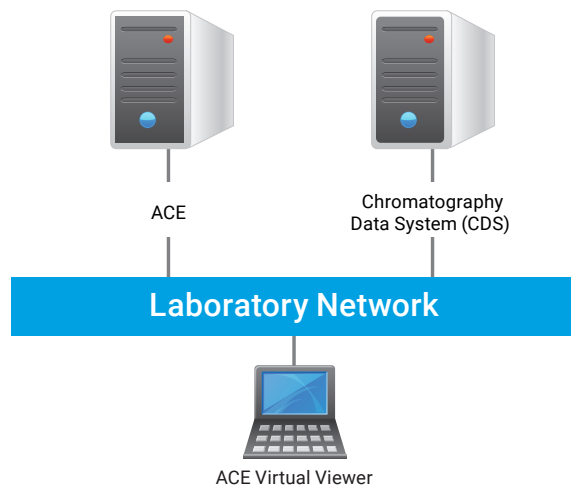 ACE
Chromatography
Data System (CDS)
Laboratory Network
ACE Virtual Viewer